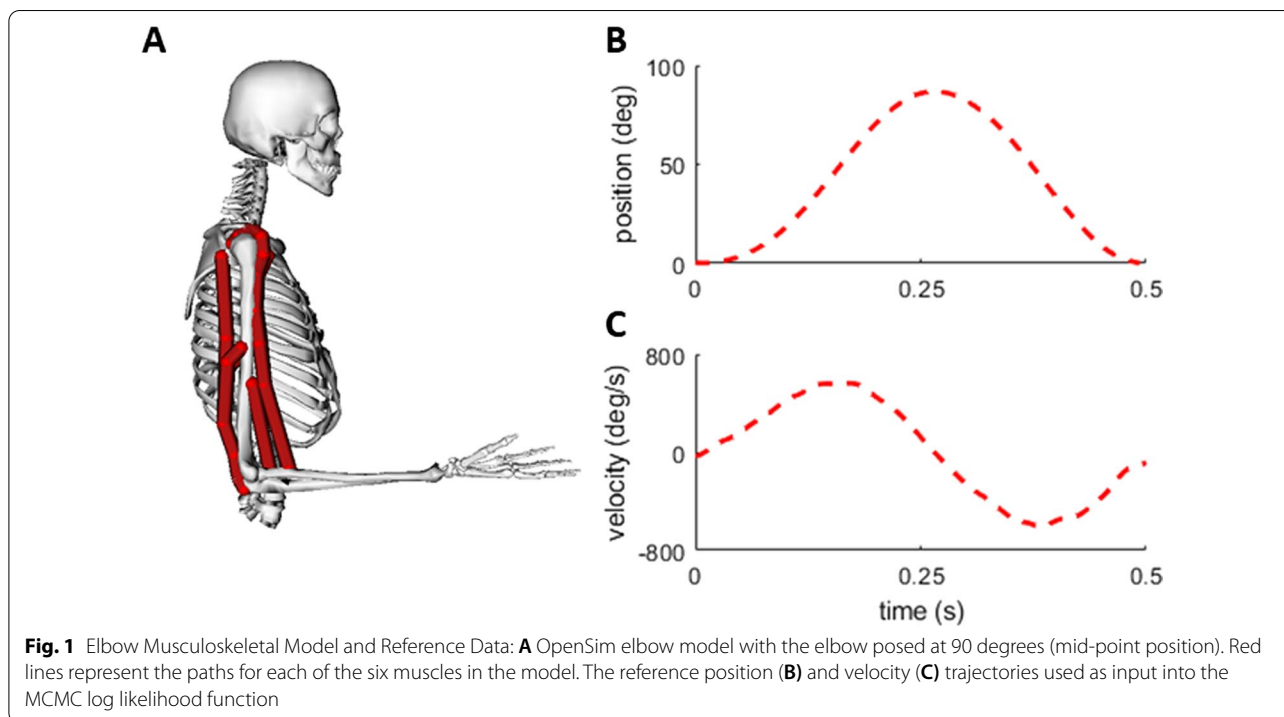 A
B
100
50
0
position (deg)
0
0.25
0.5
C
800
0
-800
velocity (deg/s)
0
0.25
0.5
time (s)
Fig. 1 Elbow Musculoskeletal Model and Reference Data: A OpenSim elbow model with the elbow posed at 90 degrees (mid-point position). Red
lines represent the paths for each of the six muscles in the model. The reference position (B) and velocity (C) trajectories used as input into the
MCMC log likelihood function